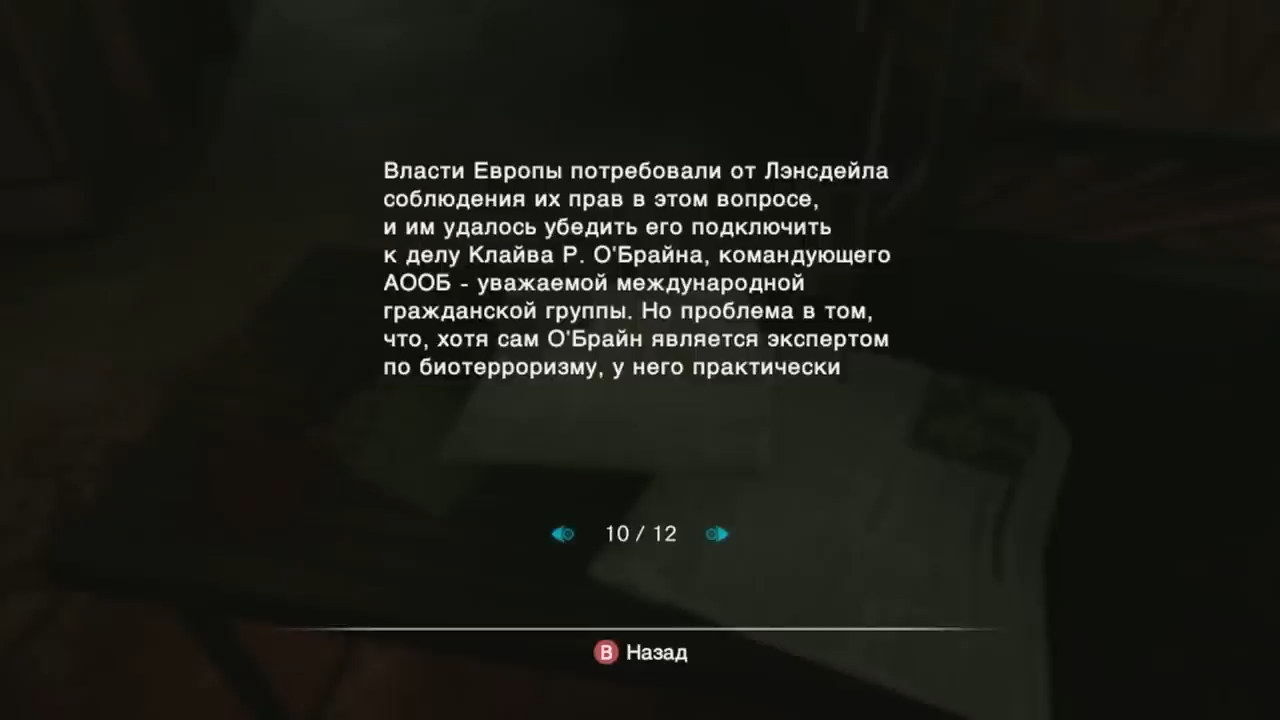 Власти Европы потребовали от Лэнсдейла
соблюдения их прав в этом вопросе,
и им удалось убедить его подключить
к делу Клайва Р. О'Брайна, командующего
АООБ - уважаемой международной
гражданской группы. Но проблема в том,
что, хотя сам О'Брайн является экспертом
по биотерроризму, у него практически
10 / 12
B Назад